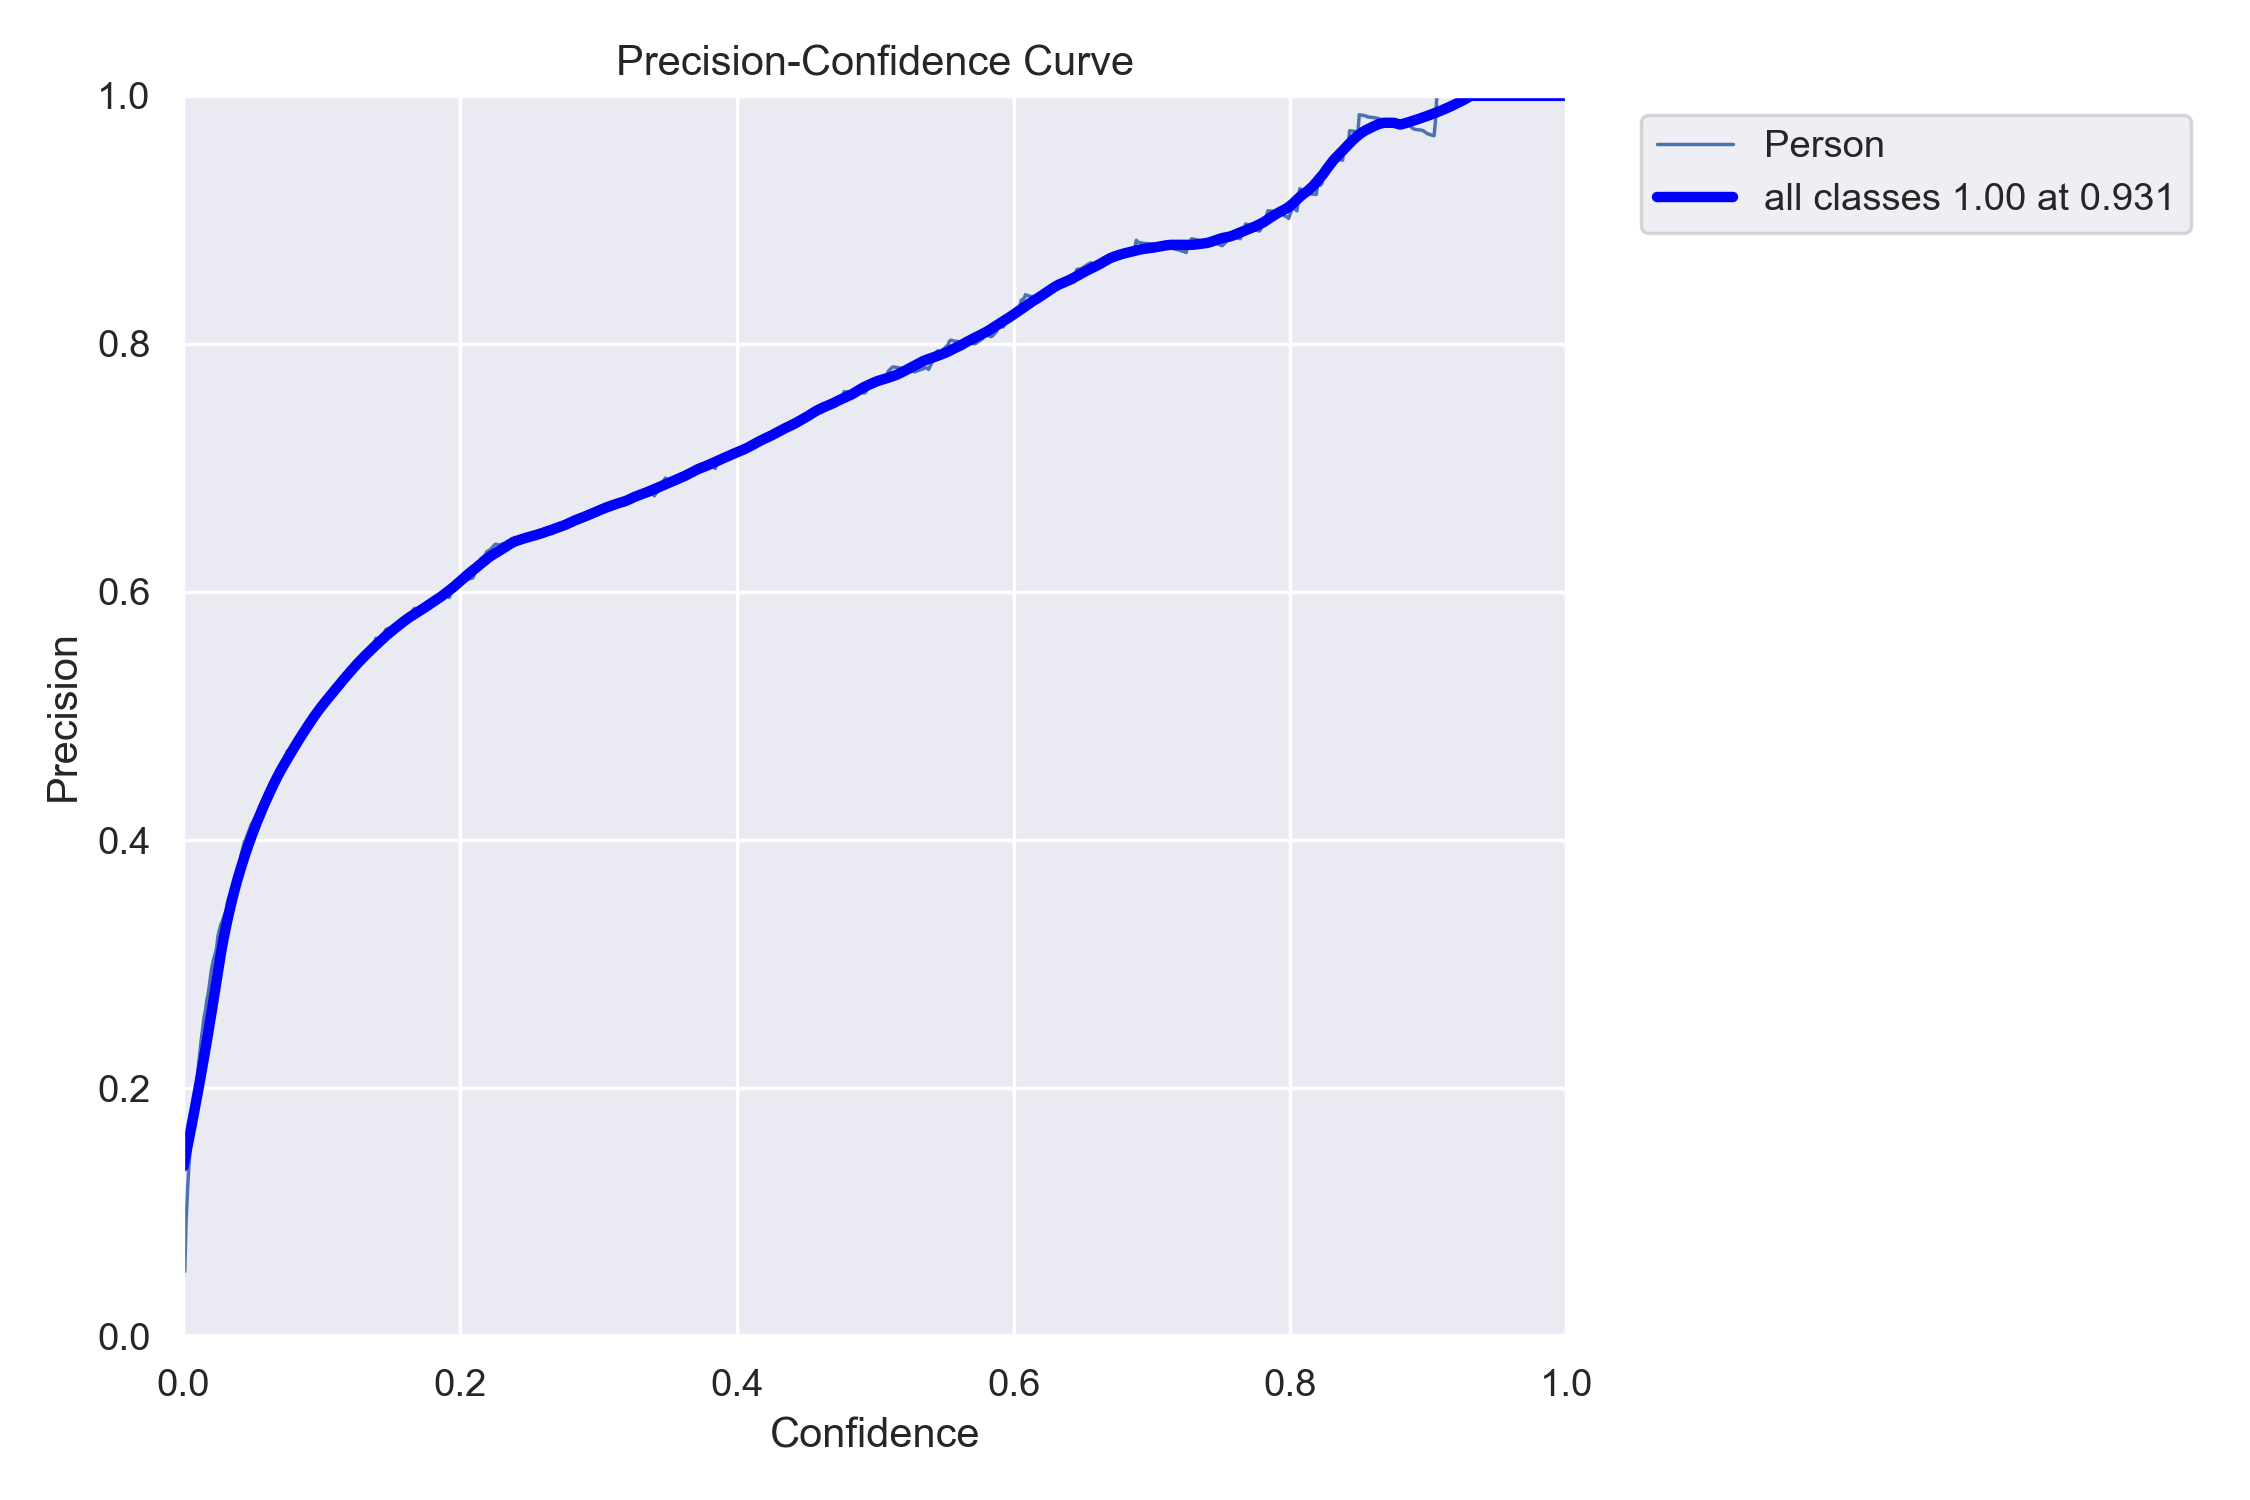 Precision-Confidence Curve
1.0
0.8
0.6
0.4
0.2
0.0
Precision
0.0 0.2 0.4 0.6 0.8 1.0
Confidence
Person
all classes 1.00 at 0.931